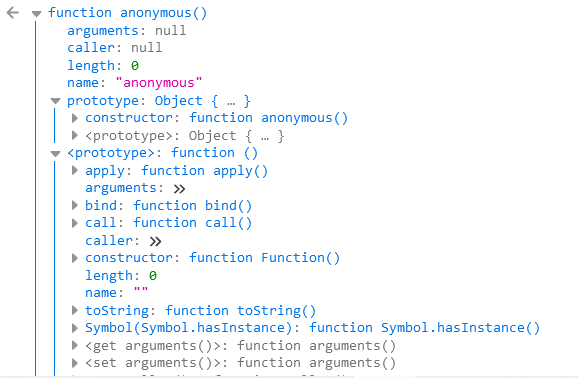 function anonymous()
arguments: null
caller: null
length: 0
name: "anonymous"
prototype: Object { … }
constructor: function anonymous()
<prototype>: Object { … }
<prototype>: function ()
apply: function apply()
arguments: »
bind: function bind()
call: function call()
caller: »
constructor: function Function()
length: 0
name: ""
toString: function toString()
Symbol(Symbol.hasInstance): function Symbol.hasInstance()
<get arguments()>: function arguments()
<set arguments()>: function arguments()